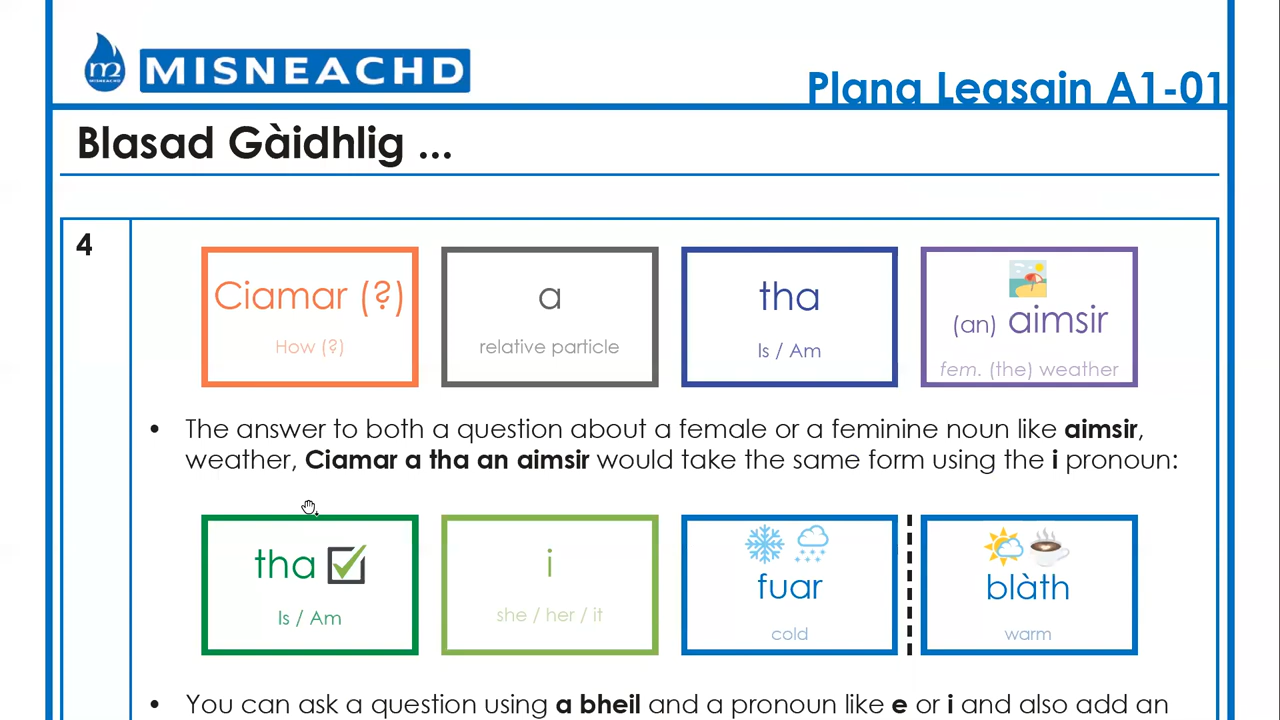 MISNEACHD
Plana Leasain A1-01
Blasad Gàidhlig ...
4
Ciamar (?)
How (?)
a
relative particle
tha
Is / Am
(an) aimsir
fem. (the) weather
• The answer to both a question about a female or a feminine noun like aimsir,
weather, Ciamar a tha an aimsir would take the same form using the i pronoun:
tha
Is / Am
i
she / her / it
fuar
cold
blàth
warm
• You can ask a question using a bheil and a pronoun like e or i and also add an